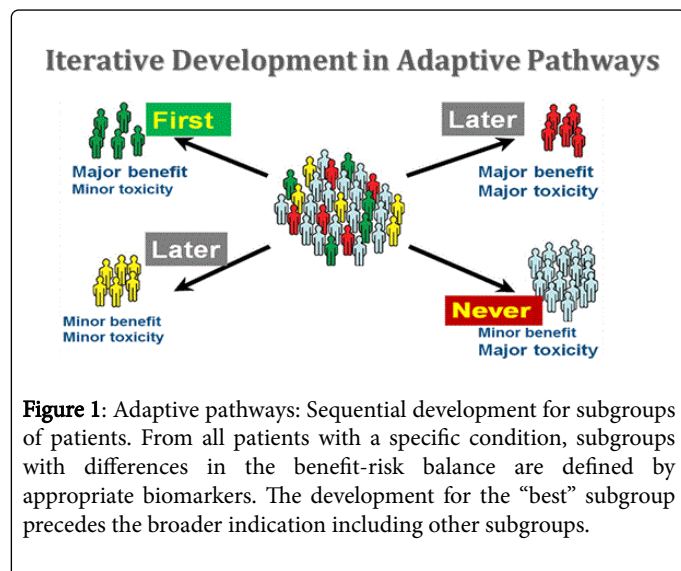 Iterative Development in Adaptive Pathways
First
Major benefit
Minor toxicity
Later
Major benefit
Major toxicity
Later
Minor benefit
Minor toxicity
Never
Minor benefit
Major toxicity
Figure 1: Adaptive pathways: Sequential development for subgroups
of patients. From all patients with a specific condition, subgroups
with differences in the benefit-risk balance are defined by
appropriate biomarkers. The development for the “best” subgroup
precedes the broader indication including other subgroups.